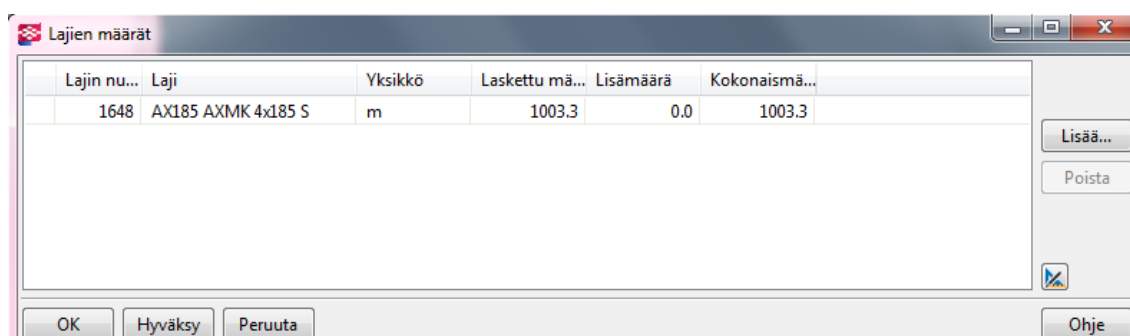 Lajien määrät
Lajin nu... Laji Yksikkö Laskettu mä... Lisämäärä Kokonaismä...
1648 AX185 AXMK 4x185 S m 1003.3 0.0 1003.3
Lisää...
Poista
OK Hyväksy Peruuta Ohje